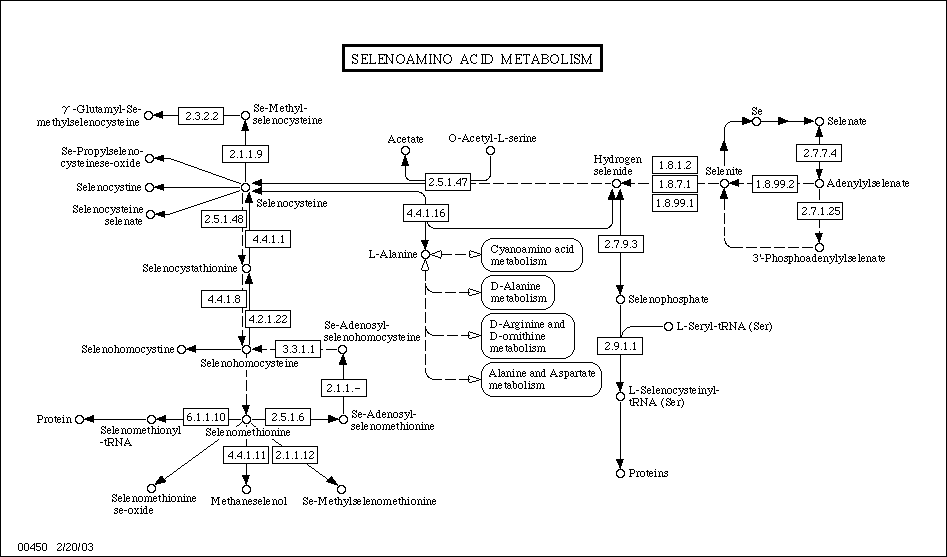 SELENOAMINO ACID METABOLISM
γ-Glutamyl-Se-
methylselenocysteine
2.3.2.2
Se-Methyl-
selenocysteine
Se
Selenate
Se-Propylseleno-
cysteinese-oxide
2.1.1.9
Acetate
O-Acetyl-L-serine
Hydrogen
selenide
1.8.1.2
Selenite
2.7.7.4
Selenocystine
2.5.1.47
1.8.7.1
1.8.99.2
Adenylylselenate
Selenocysteine
1.8.99.1
Selenocysteine
selenate
2.5.1.48
4.4.1.16
2.7.1.25
4.4.1.1
2.7.9.3
L-Alanine
Cyanoamino acid
metabolism
3'-Phosphoadenylylselenate
Selenocystathionine
D-Alanine
metabolism
4.4.1.8
Selenophosphate
4.2.1.22
D-Arginine and
D-ornithine
metabolism
Se-Adenosyl-
selenohomocysteine
L-Seryl-tRNA (Ser)
Selenohomocystine
3.3.1.1
2.9.1.1
Selenohomocysteine
Alanine and Aspartate
metabolism
2.1.1.-
L-Selenocysteinyl-
tRNA (Ser)
Protein
6.1.1.10
2.5.1.6
Se-Adenosyl-
selenomethionine
Selenomethionyl
-tRNA
Selenomethionine
4.4.1.11
2.1.1.12
Proteins
Selenomethionine
se-oxide
Methaneselenol
Se-Methylselenomethionine
00450 2/20/03